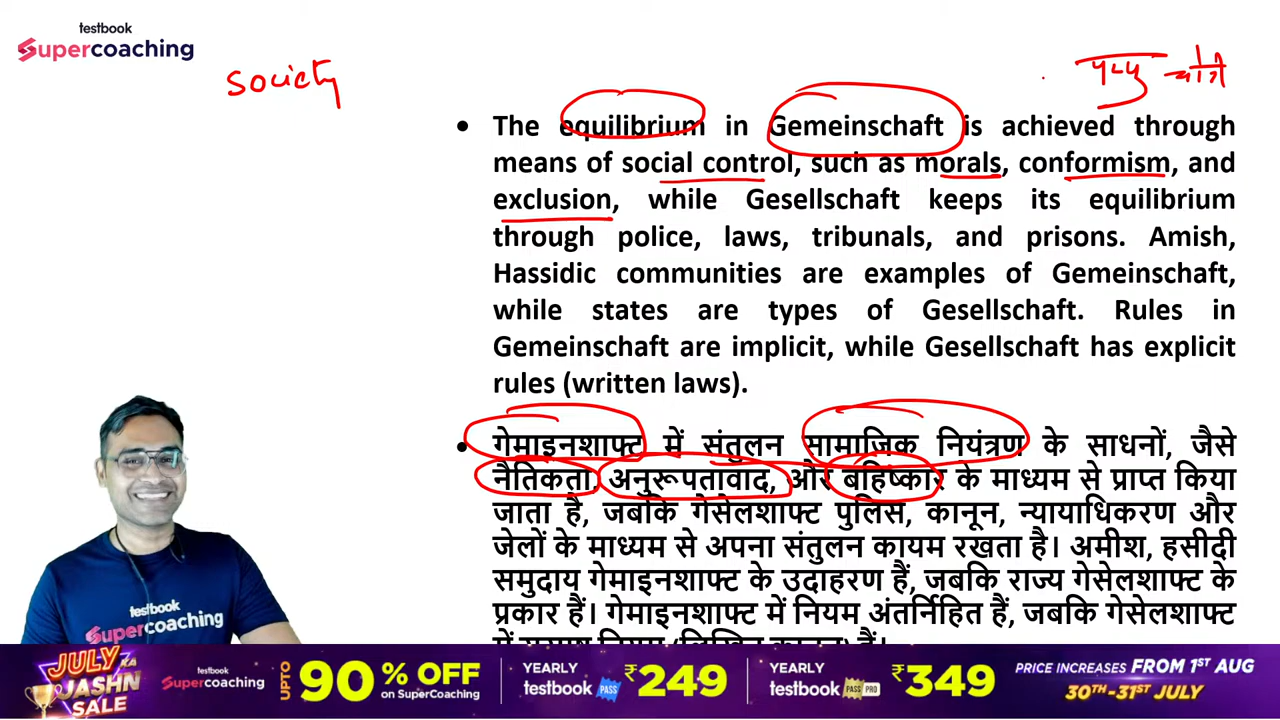 testbook
Supercoaching
society
• The equilibrium in Gemeinschaft is achieved through
means of social control, such as morals, conformism, and
exclusion, while Gesellschaft keeps its equilibrium
through police, laws, tribunals, and prisons. Amish,
Hassidic communities are examples of Gemeinschaft,
while states are types of Gesellschaft. Rules in
Gemeinschaft are implicit, while Gesellschaft has explicit
rules (written laws).
• गेमाइनशाफ्ट में संतुलन सामाजिक नियंत्रण के साधनों, जैसे
नैतिकता, अनुरूपतावाद, और बहिष्कार के माध्यम से प्राप्त किया
जाता है, जबकि गेसेलशाफ्ट पुलिस, कानून, न्यायाधिकरण और
जेलों के माध्यम से अपना संतुलन कायम रखता है। अमीश, हसीदी
समुदाय गेमाइनशाफ्ट के उदाहरण हैं, जबकि राज्य गेसेलशाफ्ट के
प्रकार हैं। गेमाइनशाफ्ट में नियम अंतर्निहित हैं, जबकि गेसेलशाफ्ट
testbook
Supercoaching
JULY KA
JASHN
SALE
testbook
Supercoaching
UPTO
90% OFF
on SuperCoaching
YEARLY
testbook PASS
₹249
YEARLY
testbook PASS PRO
₹349
PRICE INCREASES FROM 1ST AUG
30TH-31ST JULY